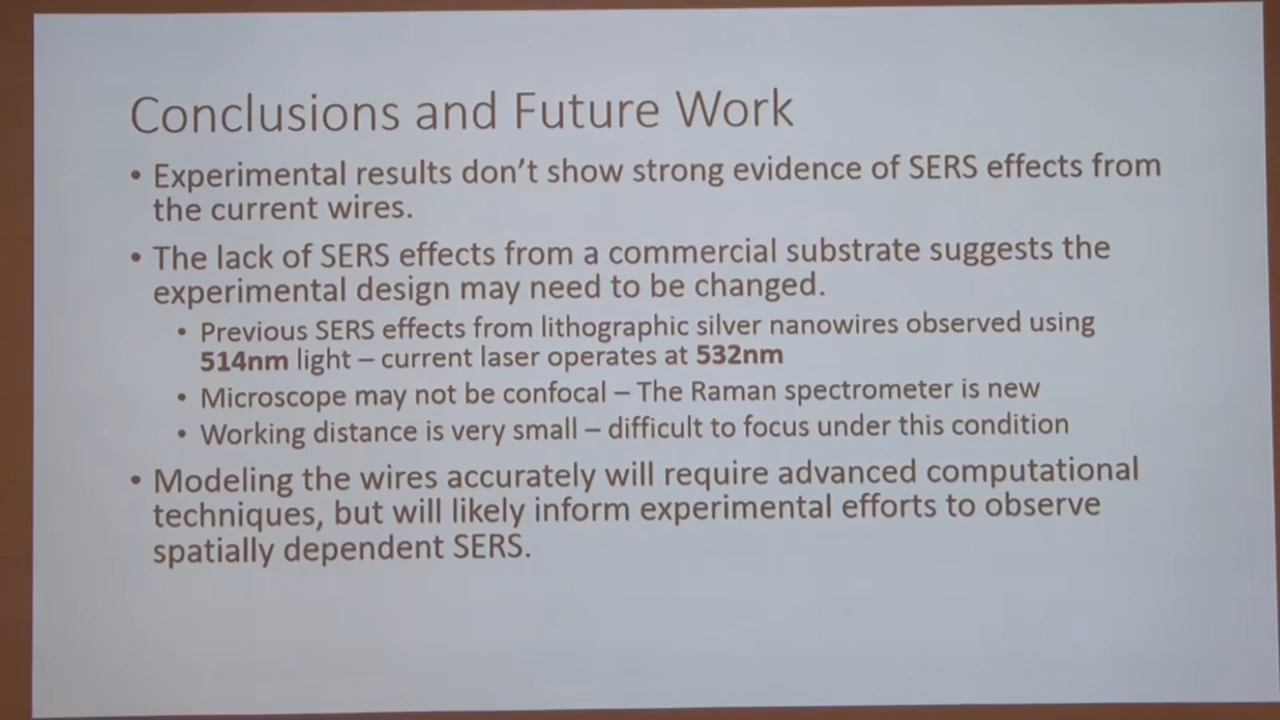 Conclusions and Future Work
• Experimental results don't show strong evidence of SERS effects from
the current wires.
• The lack of SERS effects from a commercial substrate suggests the
experimental design may need to be changed.
• Previous SERS effects from lithographic silver nanowires observed using
514nm light – current laser operates at 532nm
• Microscope may not be confocal – The Raman spectrometer is new
• Working distance is very small – difficult to focus under this condition
• Modeling the wires accurately will require advanced computational
techniques, but will likely inform experimental efforts to observe
spatially dependent SERS.